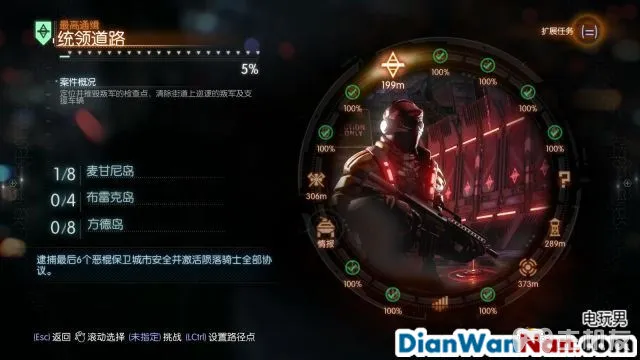 最高通缉
统领道路
扩展任务
5%
案件概况
定位并摧毁叛军的检查点、清除街道上巡逻的叛军及支
援车辆
1/8 麦甘尼岛
0/4 布雷克岛
0/8 方德岛
逮捕最后6个恶棍保卫城市安全并激活陨落骑士全部协
议。
199m
100%
100%
100%
100%
100%
100%
100%
100%
306m
情报
289m
373m
100%
100%
100%
(Esc) 返回 滚动选择 (未指定) 挑战 (LCtrl) 设置路径点
电玩男
DianWanNan.com